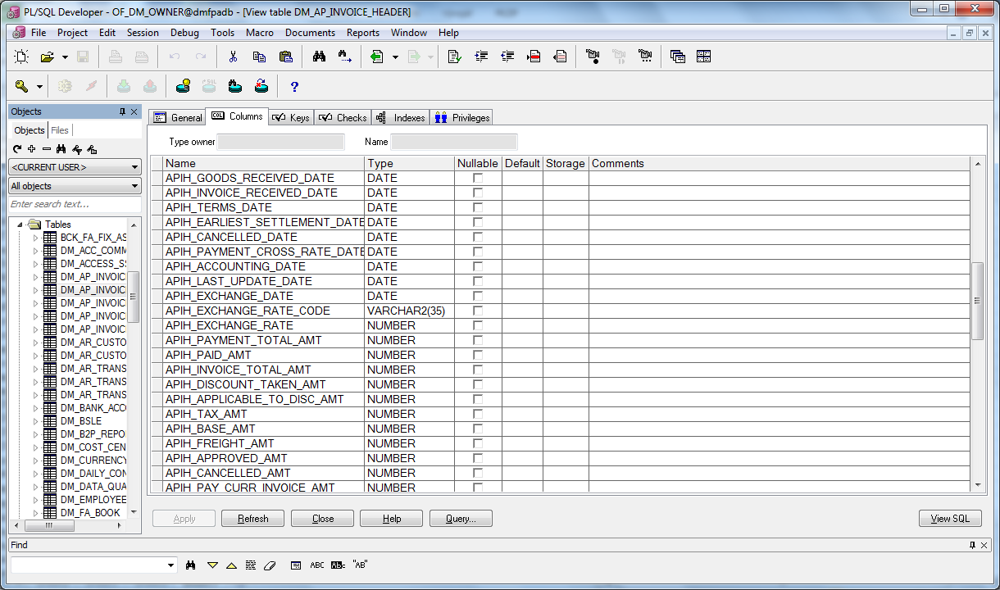 PL/SQL Developer - OF_DM_OWNER@dmfpadb - [View table DM_AP_INVOICE_HEADER]
File Project Edit Session Debug Tools Macro Documents Reports Window Help
Objects
Objects Files
<CURRENT USER>
All objects
Enter search text...
Tables
BCK_FA_FIX_AS
DM_ACC_COMM
DM_ACCESS_S
DM_AP_INVOIC
DM_AP_INVOIC
DM_AP_INVOIC
DM_AP_INVOIC
DM_AP_INVOIC
DM_AR_CUSTO
DM_AR_CUSTO
DM_AR_TRANS
DM_AR_TRANS
DM_AR_TRANS
DM_BANK_ACC
DM_BSLE
DM_B2P_REPO
DM_COST_CEN
DM_CURRENCY
DM_DAILY_CON
DM_DATA_QUA
DM_EMPLOYEE
DM_FA_BOOK
General COL Columns Keys Checks Indexes Privileges
Type owner Name
Name Type Nullable Default Storage Comments
APIH_GOODS_RECEIVED_DATE DATE
APIH_INVOICE_RECEIVED_DATE DATE
APIH_TERMS_DATE DATE
APIH_EARLIEST_SETTLEMENT_DATE DATE
APIH_CANCELLED_DATE DATE
APIH_PAYMENT_CROSS_RATE_DATE DATE
APIH_ACCOUNTING_DATE DATE
APIH_LAST_UPDATE_DATE DATE
APIH_EXCHANGE_DATE DATE
APIH_EXCHANGE_RATE_CODE VARCHAR2(35)
APIH_EXCHANGE_RATE NUMBER
APIH_PAYMENT_TOTAL_AMT NUMBER
APIH_PAID_AMT NUMBER
APIH_INVOICE_TOTAL_AMT NUMBER
APIH_DISCOUNT_TAKEN_AMT NUMBER
APIH_APPLICABLE_TO_DISC_AMT NUMBER
APIH_TAX_AMT NUMBER
APIH_BASE_AMT NUMBER
APIH_FREIGHT_AMT NUMBER
APIH_APPROVED_AMT NUMBER
APIH_CANCELLED_AMT NUMBER
APIH_PAY_CURR_INVOICE_AMT NUMBER
Apply Refresh Close Help Query... View SQL
Find
ABC "AB"